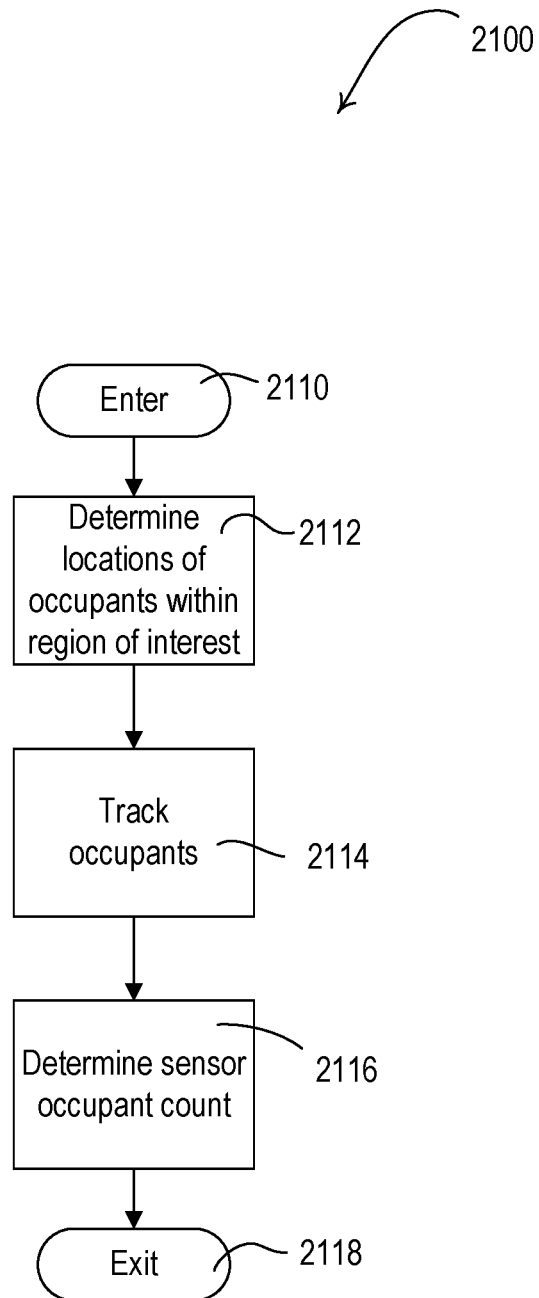 2100
Enter
2110
Determine
locations of
occupants within
region of interest
2112
Track
occupants
2114
Determine sensor
occupant count
2116
Exit
2118